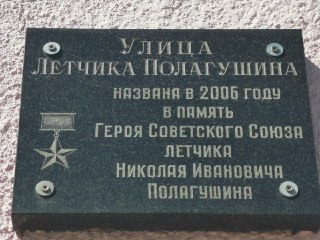 Улица
Летчика Полагушина
названа в 2006 году
в память
Героя Советского Союза
летчика
Николая Ивановича
Полагушина